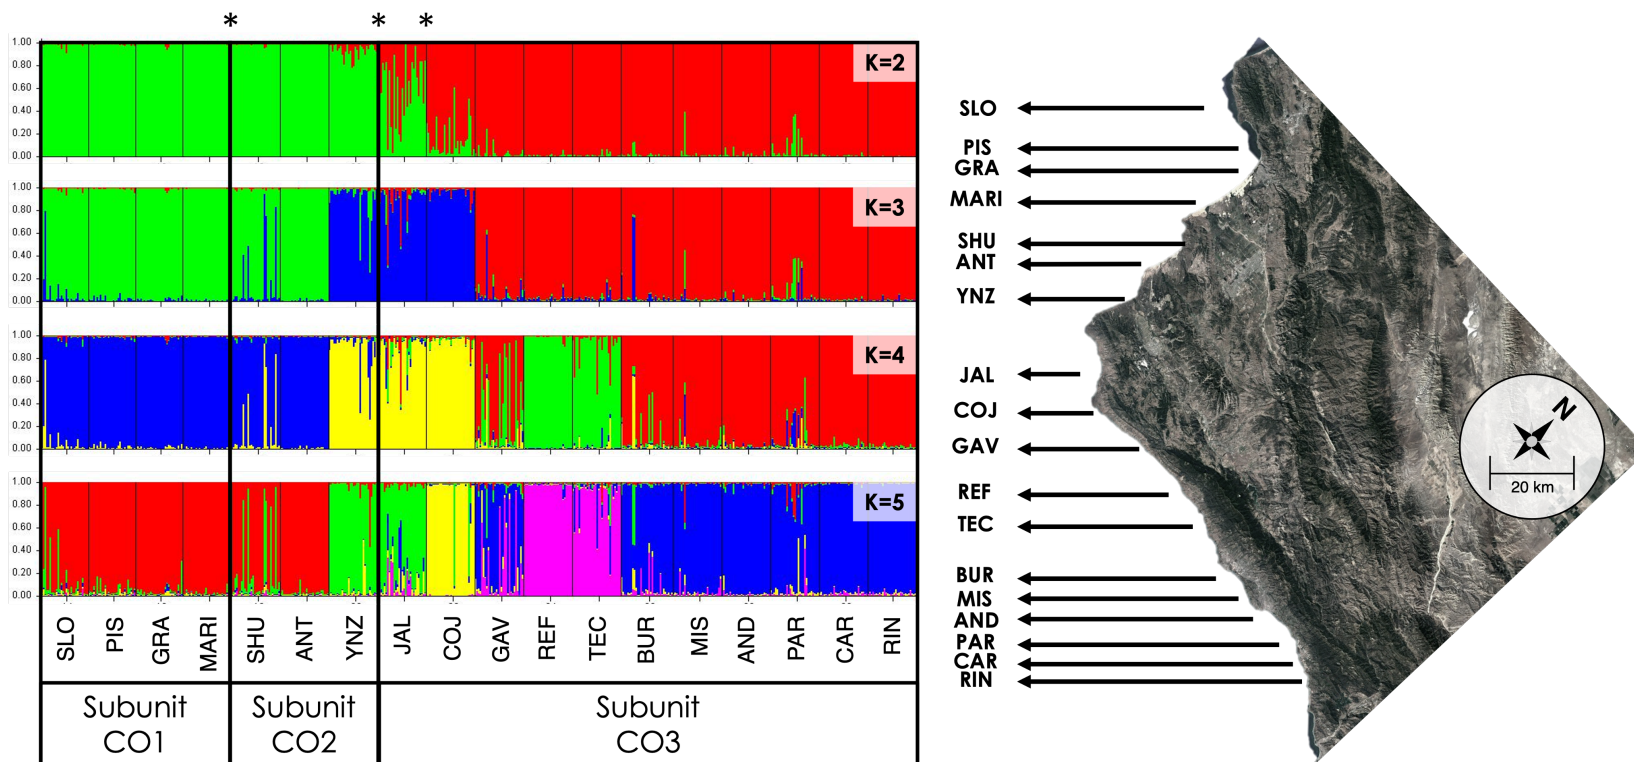 * * *
1.00
0.80
0.60
0.40
0.20
0.00
K=2
1.00
0.80
0.60
0.40
0.20
0.00
K=3
1.00
0.80
0.60
0.40
0.20
0.00
K=4
1.00
0.80
0.60
0.40
0.20
0.00
K=5
SLO PIS GRA MARI SHU ANT YNZ JAL COJ GAV REF TEC BUR MIS AND PAR CAR RIN
Subunit
CO1
Subunit
CO2
Subunit
CO3
SLO
PIS
GRA
MARI
SHU
ANT
YNZ
JAL
COJ
GAV
REF
TEC
BUR
MIS
AND
PAR
CAR
RIN
N
20 km